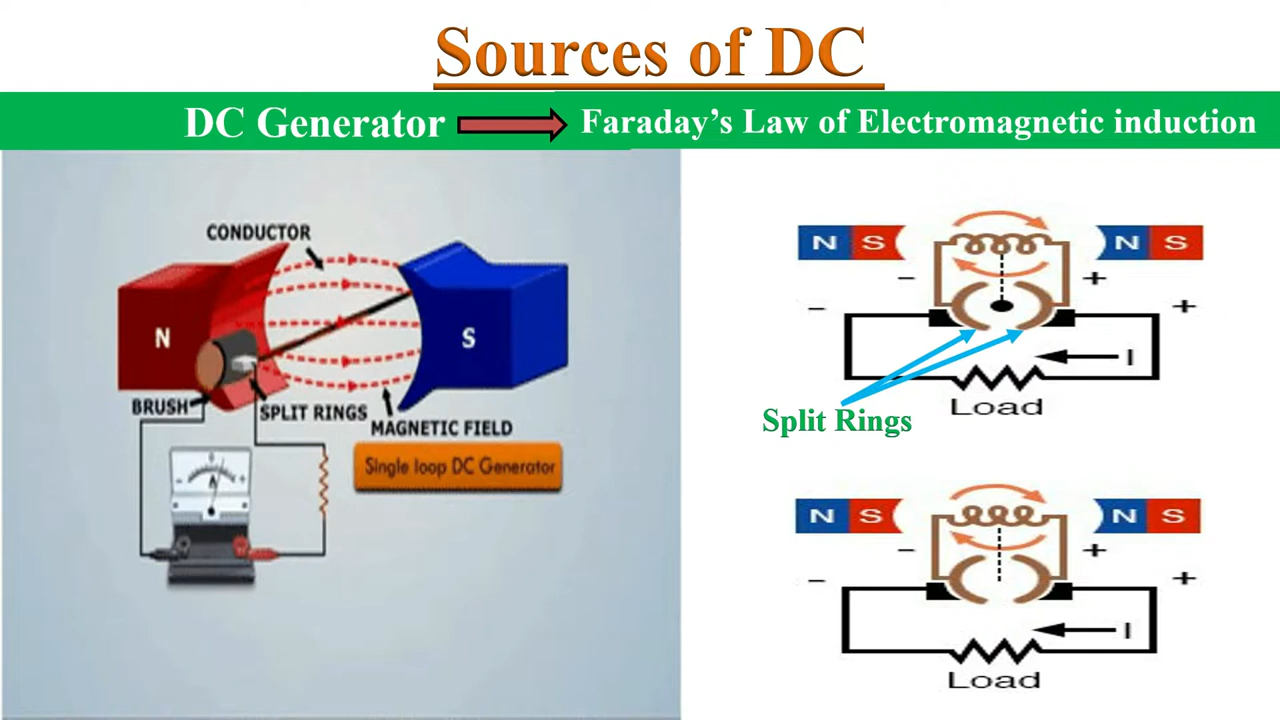 Sources of DC
DC Generator
Faraday's Law of Electromagnetic induction
CONDUCTOR
N
S
BRUSH
SPLIT RINGS
MAGNETIC FIELD
Single loop DC Generator
- 0 +
A
N S
N S
- +
- +
I
Load
Split Rings
N S
N S
- +
- +
I
Load